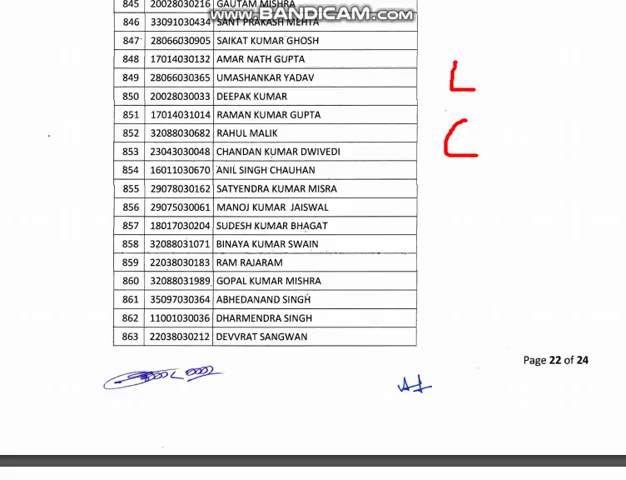 845 20028030216 GAUTAM MISHRA
WWW.BANDICAM.COM
846 33091030434 SANT PRAKASH MEHTA
847 28066030905 SAIKAT KUMAR GHOSH
848 17014030132 AMAR NATH GUPTA
849 28066030365 UMASHANKAR YADAV
850 20028030033 DEEPAK KUMAR
851 17014031014 RAMAN KUMAR GUPTA
852 32088030682 RAHUL MALIK
853 23043030048 CHANDAN KUMAR DWIVEDI
854 16011030670 ANIL SINGH CHAUHAN
855 29078030162 SATYENDRA KUMAR MISRA
856 29075030061 MANOJ KUMAR JAISWAL
857 18017030204 SUDESH KUMAR BHAGAT
858 32088031071 BINAYA KUMAR SWAIN
859 22038030183 RAM RAJARAM
860 32088031989 GOPAL KUMAR MISHRA
861 35097030364 ABHEDANAND SINGH
862 11001030036 DHARMENDRA SINGH
863 22038030212 DEVVRAT SANGWAN
Page 22 of 24